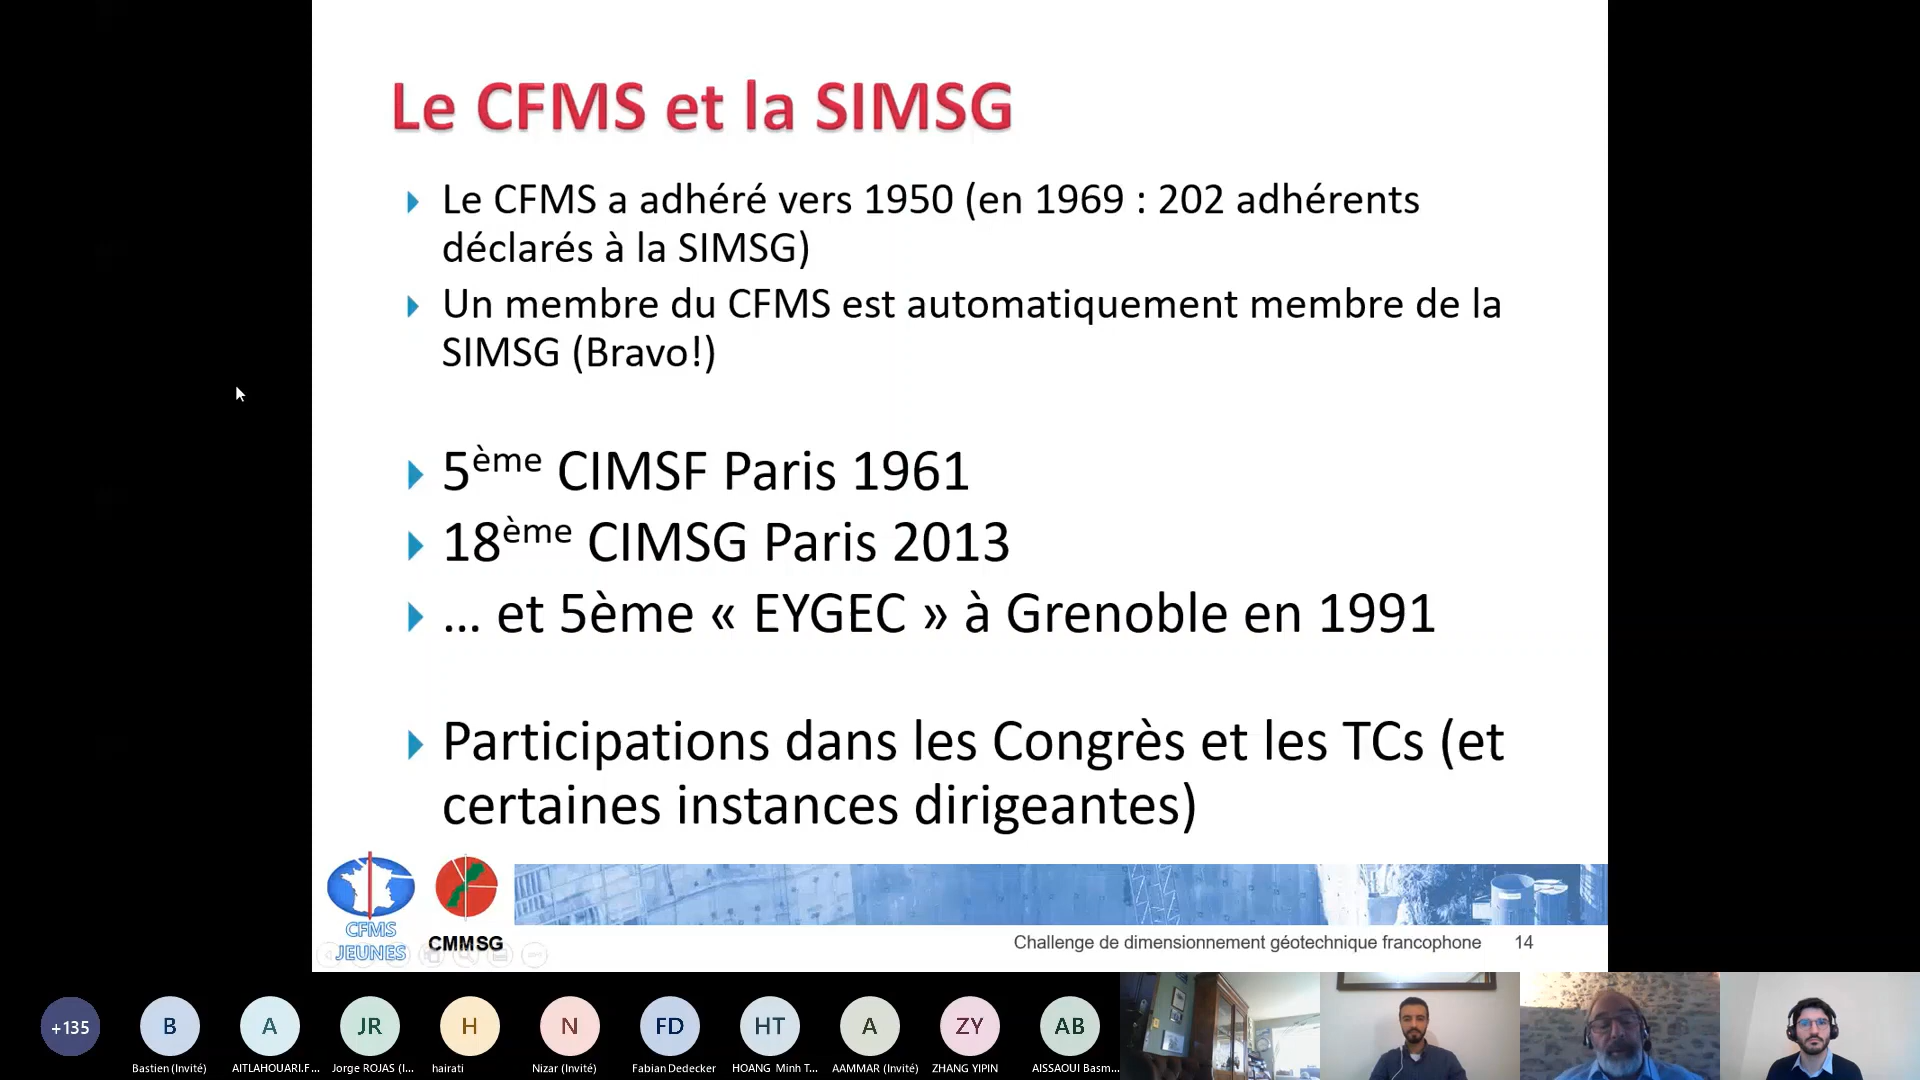 Le CFMS et la SIMSG
Le CFMS a adhéré vers 1950 (en 1969 : 202 adhérents
déclarés à la SIMSG)
Un membre du CFMS est automatiquement membre de la
SIMSG (Bravo!)
5ème CIMSF Paris 1961
18ème CIMSG Paris 2013
... et 5ème « EYGEC » à Grenoble en 1991
Participations dans les Congrès et les TCs (et
certaines instances dirigeantes)
CFMS
JEUNES
CMMSG
Challenge de dimensionnement géotechnique francophone 14
+135 B A JR H N FD HT A ZY AB
Bastien (Invité) AITLAHOUARI.F... Jorge ROJAS (I... hairati Nizar (Invité) Fabian Dedecker HOANG Minh T... AAMMAR (Invité) ZHANG YIPIN AISSAOUI Basm...